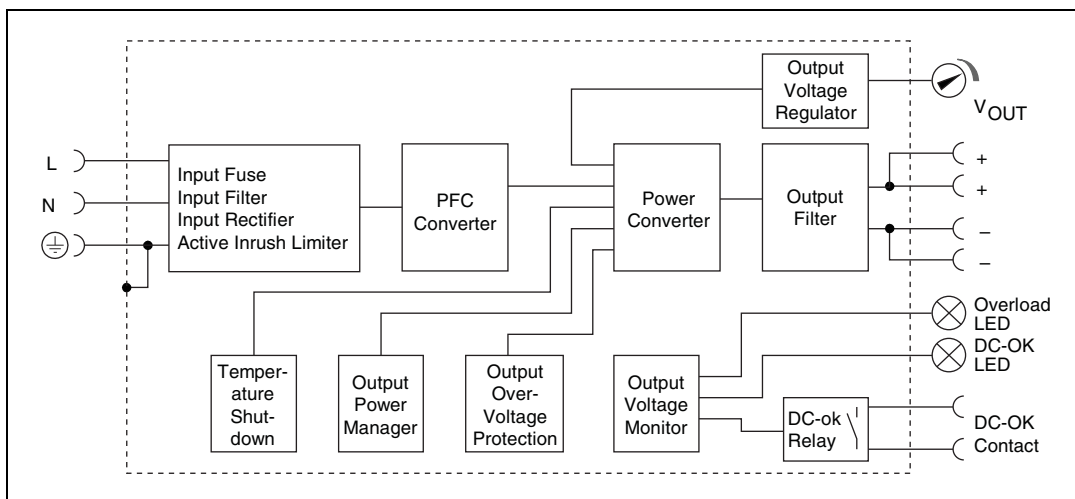 Output
Voltage
Regulator
V OUT
L
N
Input Fuse
Input Filter
Input Rectifier
Active Inrush Limiter
PFC
Converter
Power
Converter
Output
Filter
+
+
–
–
Temper-
ature
Shut-
down
Output
Power
Manager
Output
Over-
Voltage
Protection
Output
Voltage
Monitor
DC-ok
Relay
Overload
LED
DC-OK
LED
DC-OK
Contact